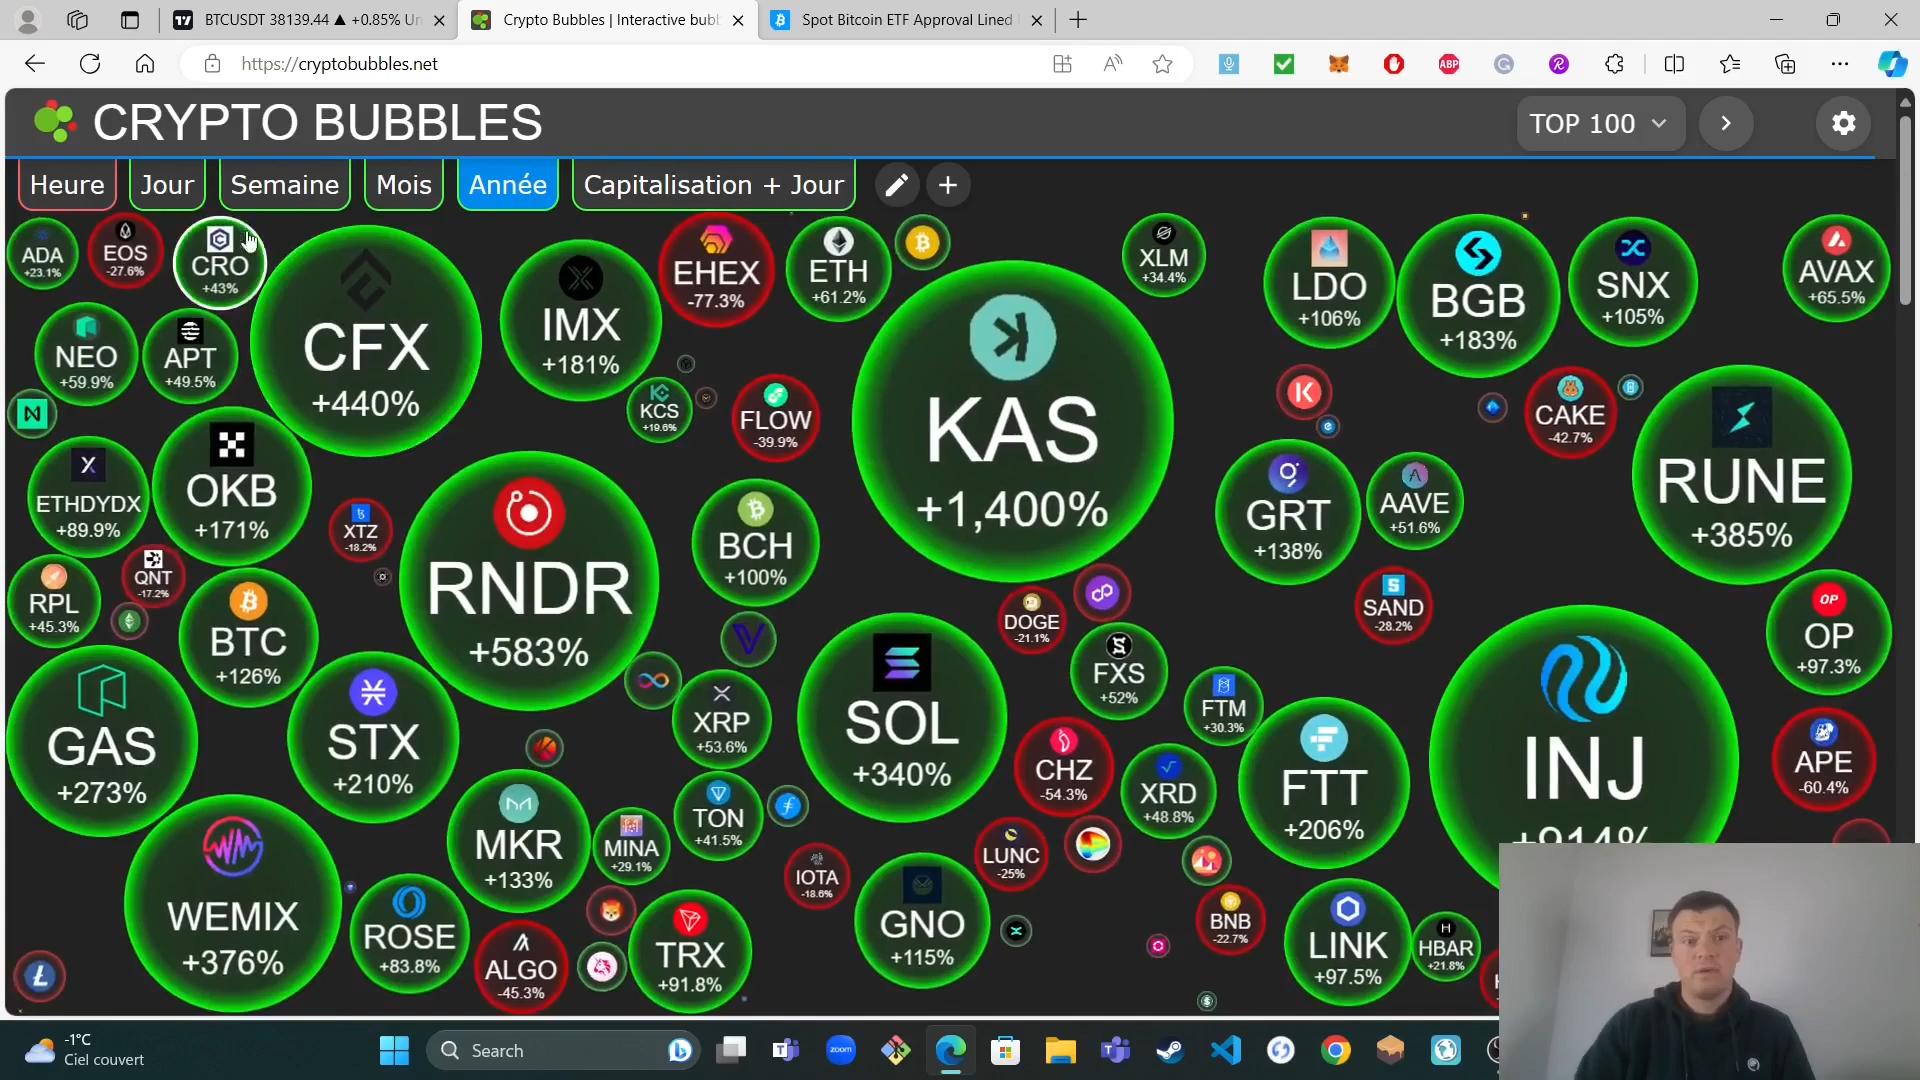 BTCUSDT 38139.44 ▲ +0.85% Un
Crypto Bubbles | Interactive bubb
Spot Bitcoin ETF Approval Lined
https://cryptobubbles.net
CRYPTO BUBBLES
TOP 100
Heure
Jour
Semaine
Mois
Année
Capitalisation + Jour
ADA
+23.1%
EOS
-27.6%
CRO
+43%
CFX
+440%
IMX
+181%
EHEX
-77.3%
ETH
+61.2%
KAS
+1,400%
XLM
+34.4%
LDO
+106%
BGB
+183%
SNX
+105%
AVAX
+65.5%
NEO
+59.9%
APT
+49.5%
KCS
+19.6%
FLOW
-39.9%
CAKE
-42.7%
RUNE
+385%
ETHDYDX
+89.9%
OKB
+171%
XTZ
-18.2%
RNDR
+583%
BCH
+100%
GRT
+138%
AAVE
+51.6%
RPL
+45.3%
QNT
-17.2%
BTC
+126%
DOGE
-21.1%
SAND
-28.2%
OP
OP
+97.3%
GAS
+273%
STX
+210%
XRP
+53.6%
SOL
+340%
FXS
+52%
FTM
+30.3%
CHZ
-54.3%
XRD
+48.8%
FTT
+206%
INJ
+914%
APE
-60.4%
WEMIX
+376%
MKR
+133%
MINA
+29.1%
TON
+41.5%
IOTA
-18.6%
LUNC
-25%
ROSE
+83.8%
ALGO
-45.3%
TRX
+91.8%
GNO
+115%
BNB
-22.7%
LINK
+97.5%
HBAR
+21.8%
-1°C
Ciel couvert
Search
zoom